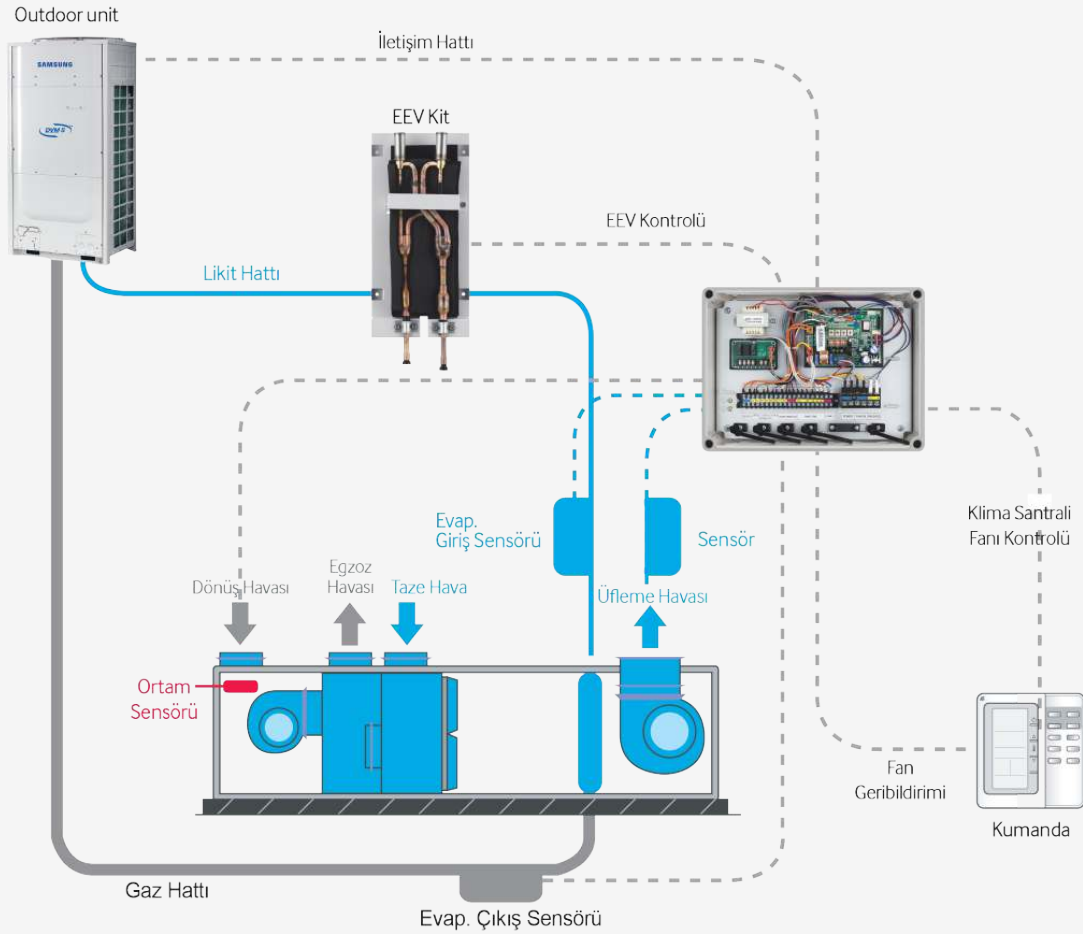 Outdoor unit
SAMSUNG
DVM S
İletişim Hattı
EEV Kit
EEV Kontrolü
Likit Hattı
Evap.
Giriş Sensörü
Sensör
Klima Santrali
Fanı Kontrolü
Dönüş Havası
Egzoz
Havası
Taze Hava
Üfleme Havası
Ortam
Sensörü
Fan
Geribildirimi
Kumanda
Gaz Hattı
Evap. Çıkış Sensörü